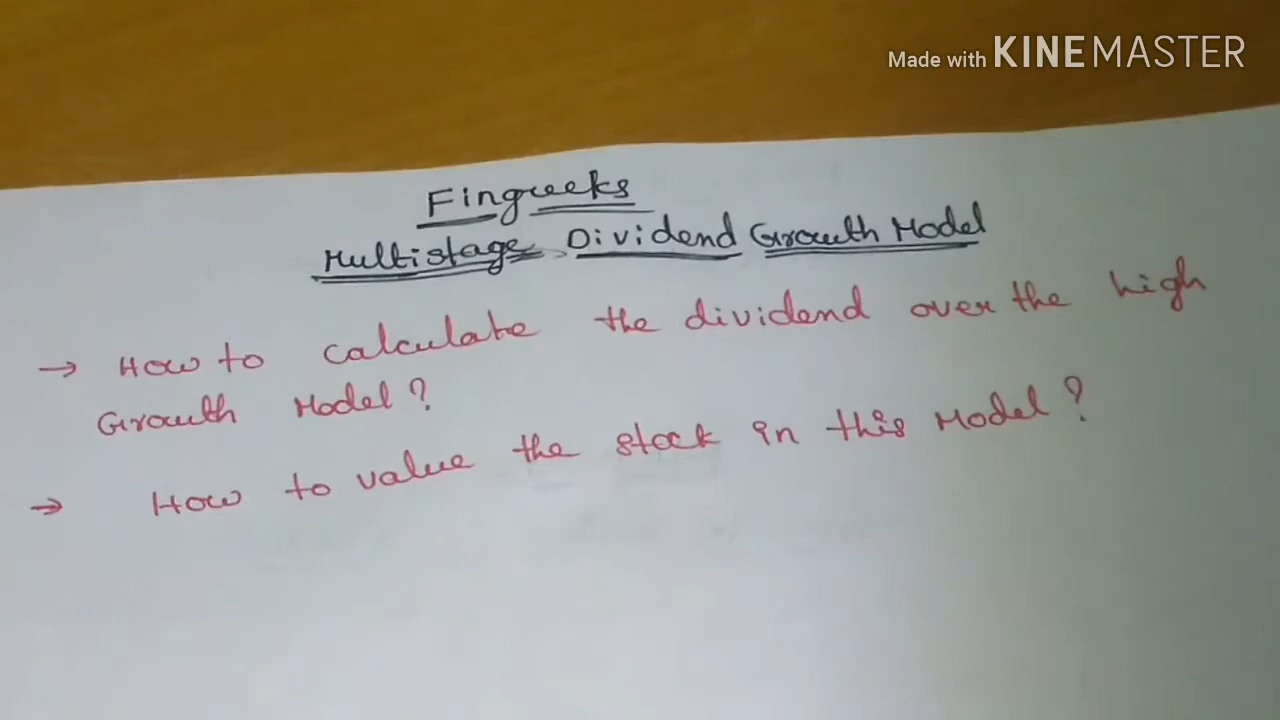 Made with KINEMASTER
Fingeeks
Multistage Dividend Growth Model
→ How to calculate the dividend over the high
Growth Model?
→ How to value the stock in this Model?